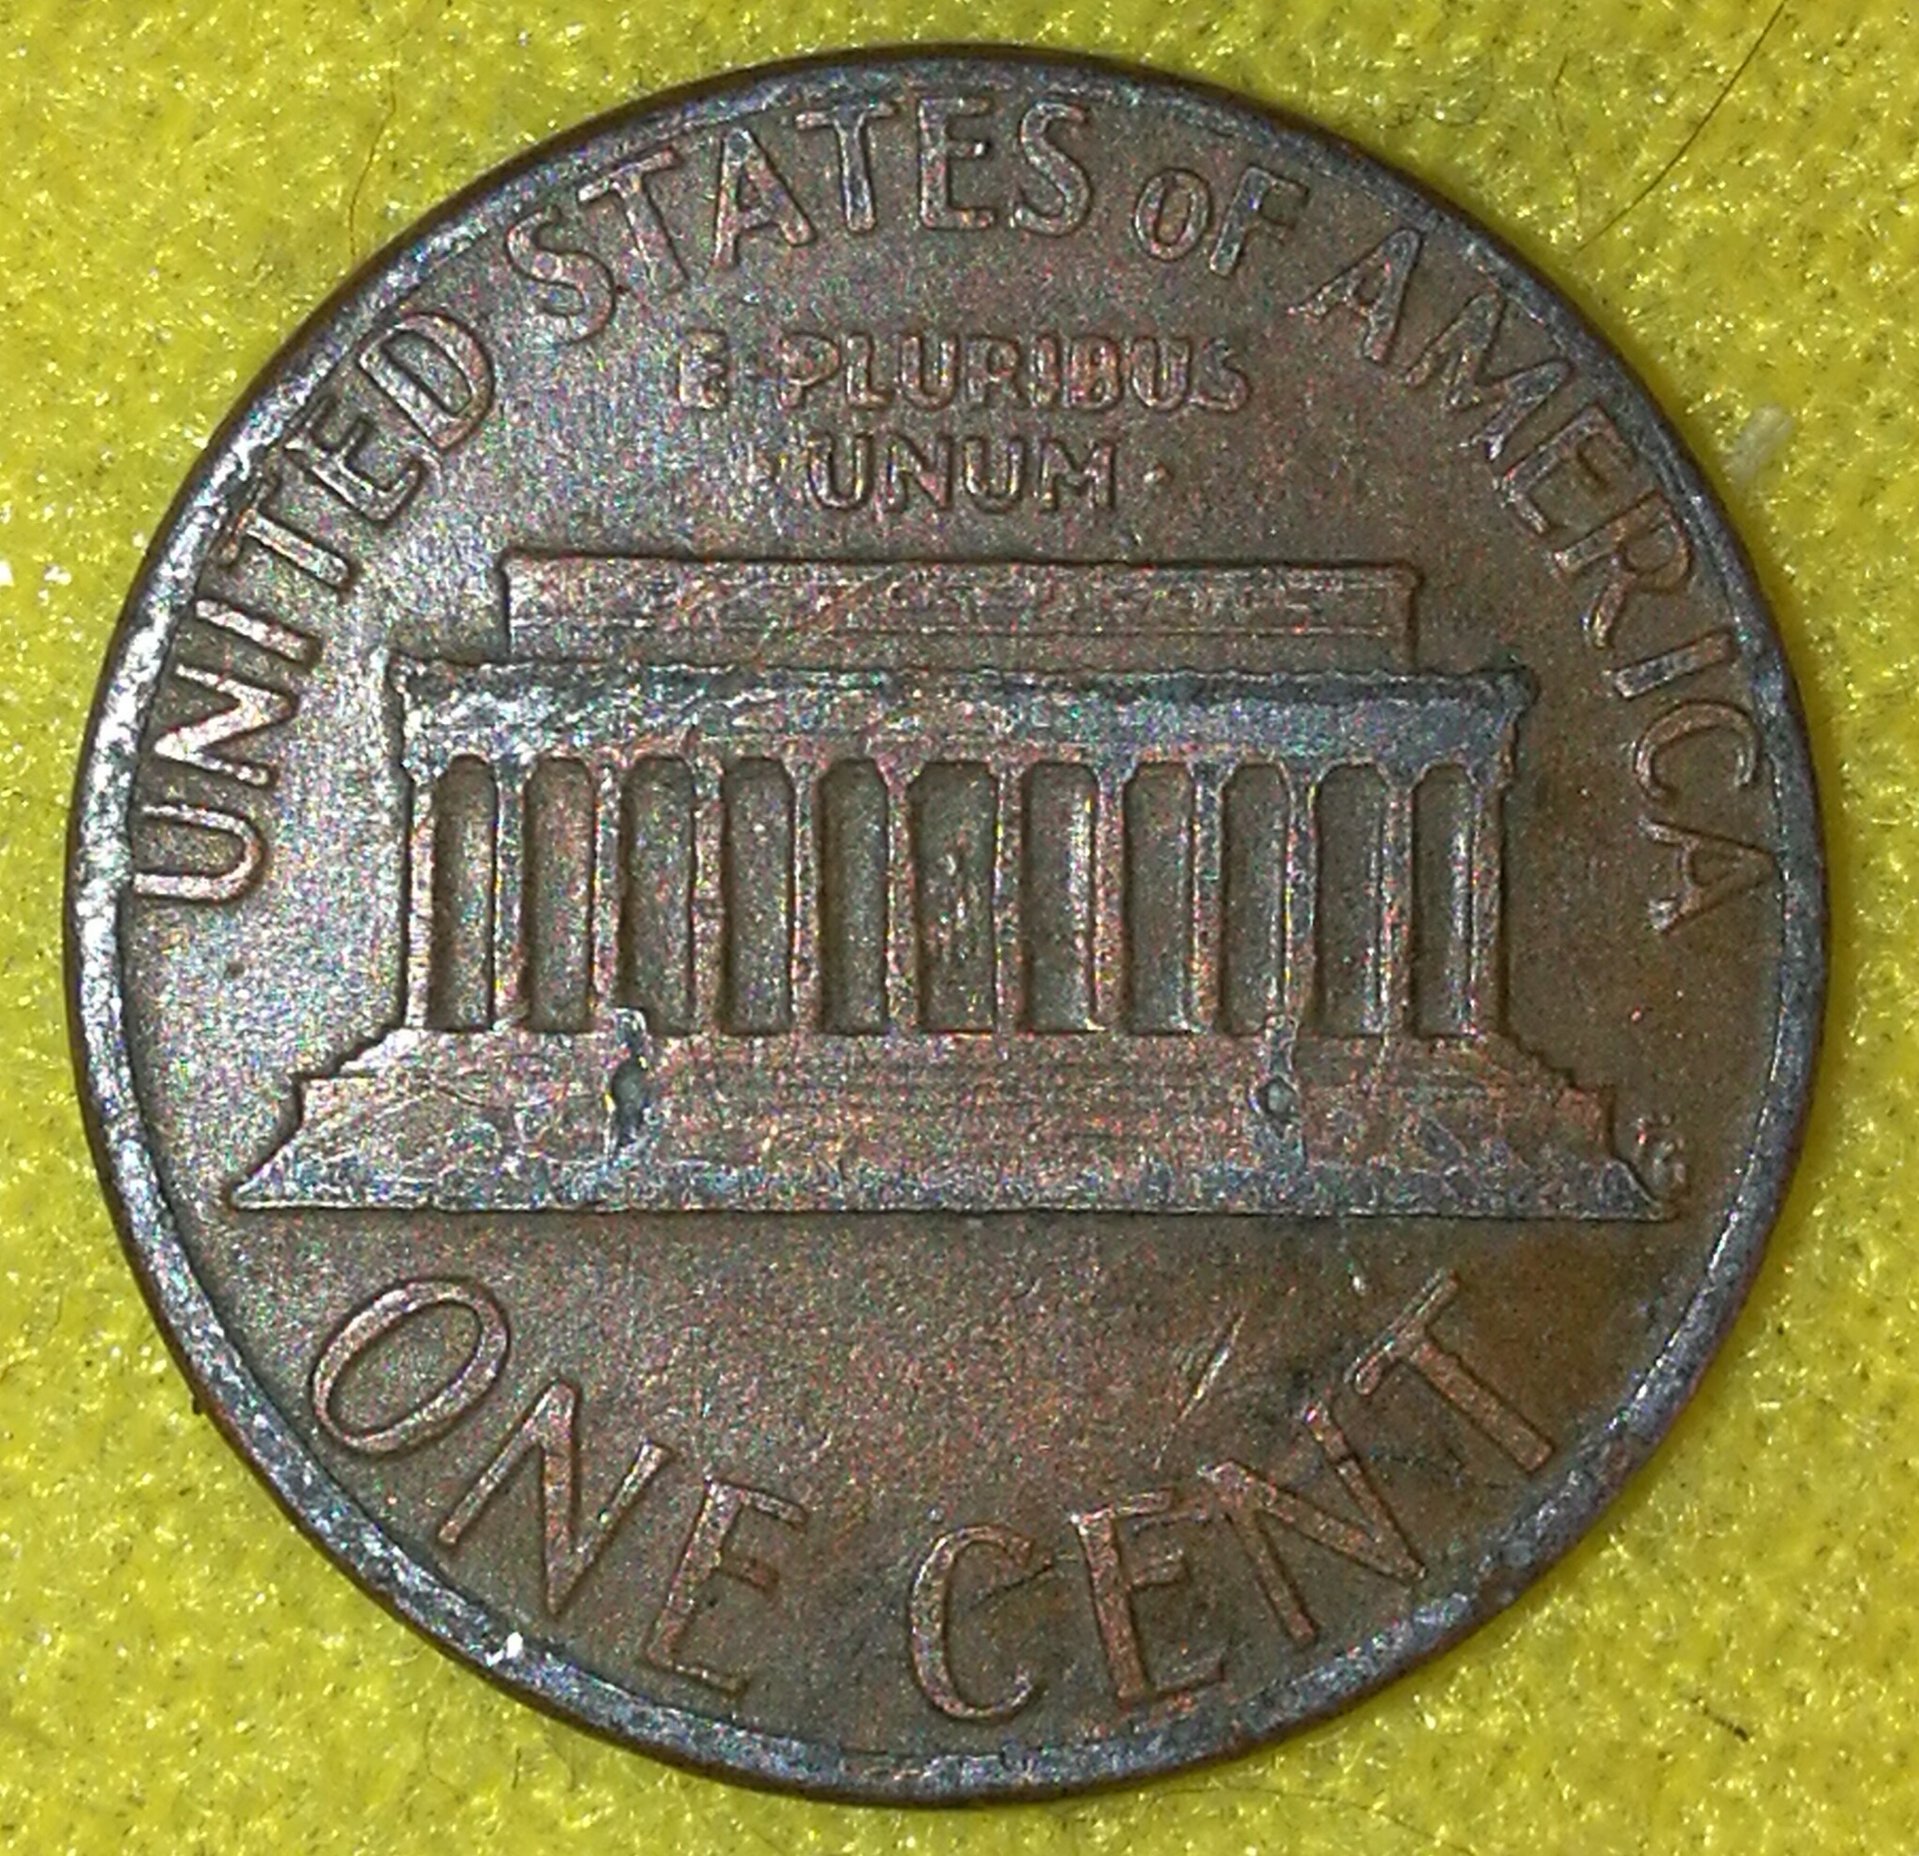 UNITED STATES OF AMERICA
E PLURIBUS
· UNUM ·
ONE CENT